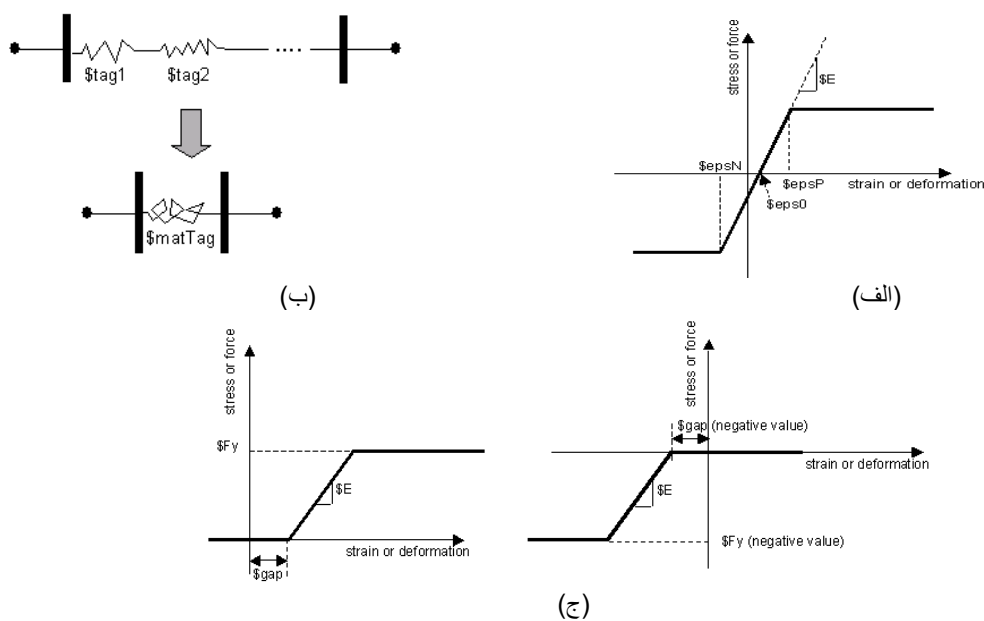 $tag1
$tag2
....
$matTag
(ب)
stress or force
$E
$epsN
$epsP
strain or deformation
$eps0
(الف)
stress or force
$Fy
$E
strain or deformation
$gap
stress or force
$gap (negative value)
strain or deformation
$E
$Fy (negative value)
(ج)